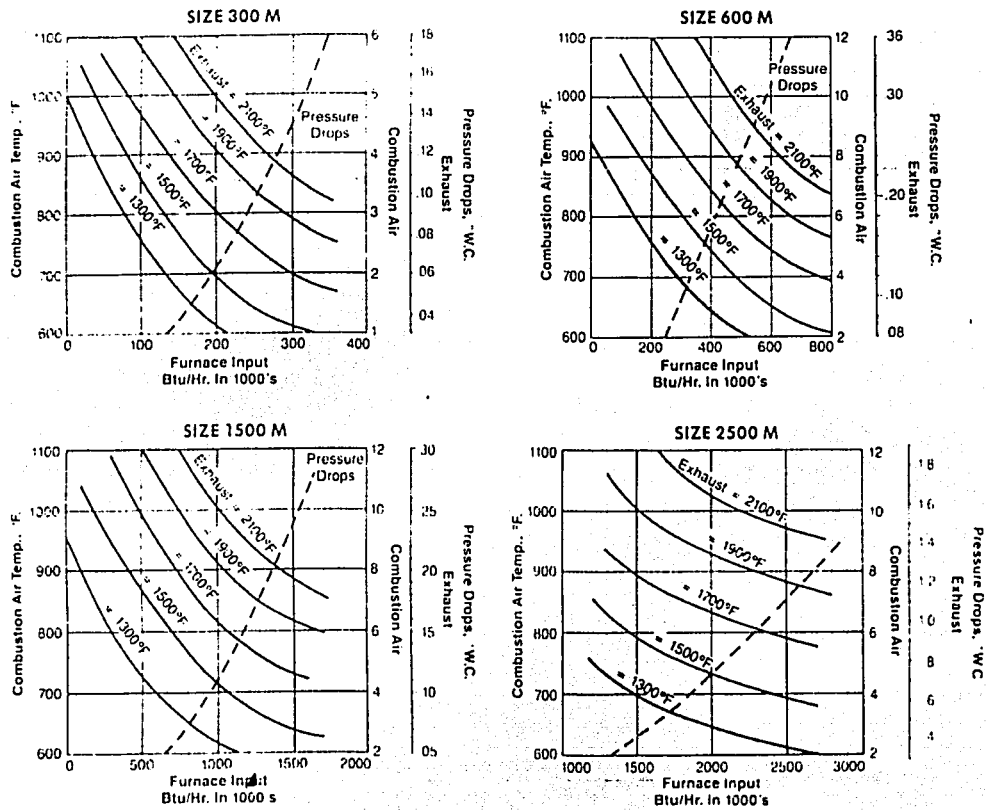 SIZE 300 M
1100
1000
900
800
700
600
0
100
200
300
400
6
5
4
3
2
1
18
16
14
12
.10
.08
06
04
Exhaust = 2100°F
= 1900°F
= 1700°F
= 1500°F
= 1300°F
Pressure
Drops
Combustion Air Temp. °F
Combustion Air
Exhaust
Pressure Drops, "W.C.
Furnace Input
Btu/Hr. In 1000's
SIZE 600 M
1100
1000
900
800
700
600
0
200
400
600
800
12
10
8
6
4
2
36
30
.20
.10
08
Exhaust = 2100°F
= 1900°F
= 1700°F
= 1500°F
= 1300°F
Pressure
Drops
Combustion Air Temp., °F.
Combustion Air
Exhaust
Pressure Drops, "W.C.
Furnace Input
Btu/Hr. In 1000's
SIZE 1500 M
1100
1000
900
800
700
600
0
500
1000
1500
2000
12
10
8
6
4
2
30
25
20
15
10
05
Exhaust = 2100°F
= 1900°F
= 1700°F
= 1500°F
= 1300°F
Pressure
Drops
Combustion Air Temp., °F.
Combustion Air
Exhaust
Pressure Drops, "W.C.
Furnace Input
Btu/Hr. In 1000's
SIZE 2500 M
1100
1000
900
800
700
600
1000
1500
2000
2500
3000
12
10
8
6
4
2
18
16
14
12
10
8
6
4
Exhaust = 2100°F
= 1900°F
= 1700°F
= 1500°F
= 1300°F
Combustion Air Temp., °F.
Combustion Air
Exhaust
Pressure Drops, "W.C
Furnace Input
Btu/Hr. In 1000's